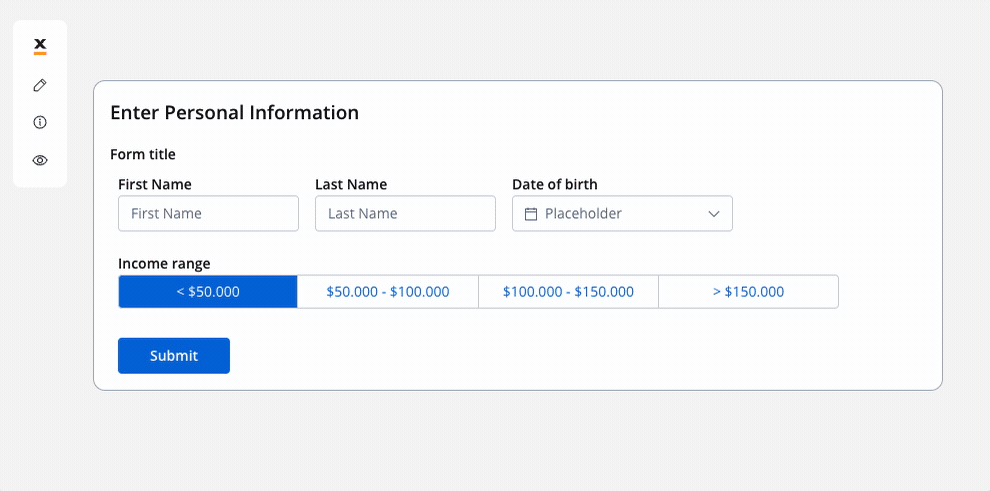 x
Enter Personal Information
Form title
First Name Last Name Date of birth
First Name Last Name Placeholder
Income range
< $50.000 $50.000 - $100.000 $100.000 - $150.000 > $150.000
Submit